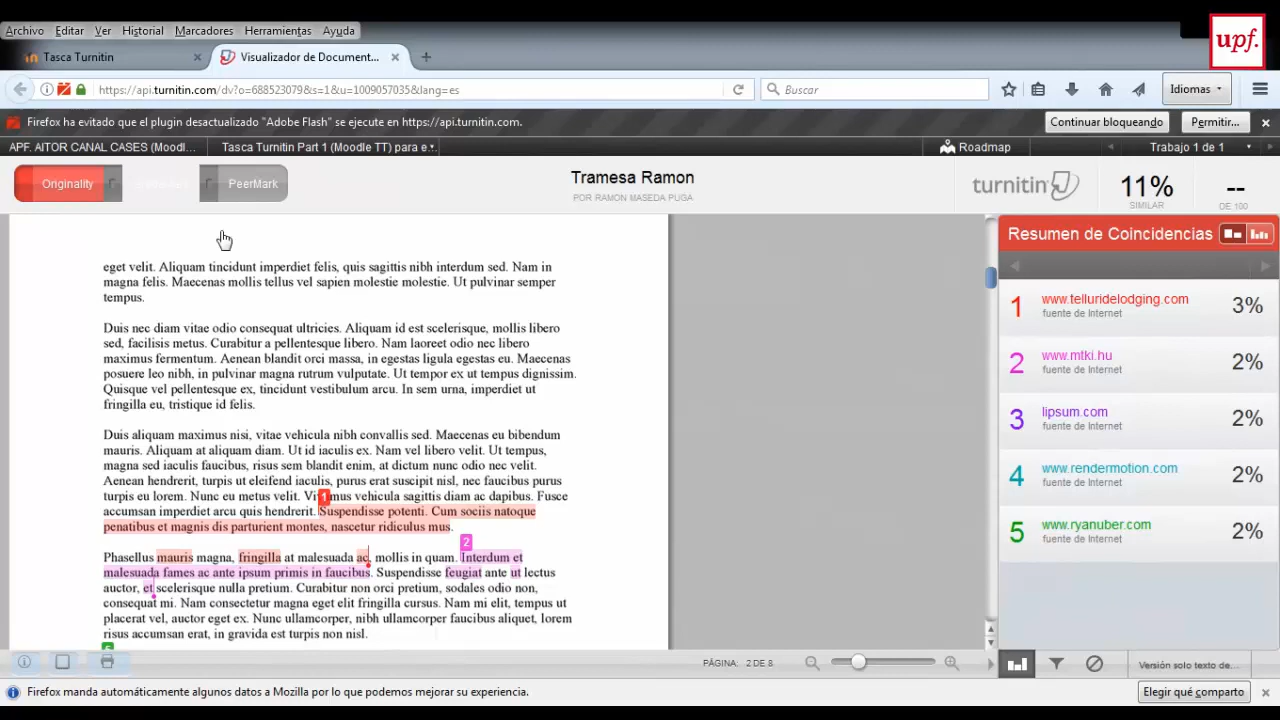 Archivo Editar Ver Historial Marcadores Herramientas Ayuda
upf.
Tasca Turnitin
Visualizador de Document...
https://api.turnitin.com/dv?o=688523079&s=1&u=1009057035&lang=es
Buscar
Idiomas
Firefox ha evitado que el plugin desactualizado "Adobe Flash" se ejecute en https://api.turnitin.com.
Continuar bloqueando
Permitir...
APF. AITOR CANAL CASES (Moodl...
Tasca Turnitin Part 1 (Moodle TT) para e...
Roadmap
Trabajo 1 de 1
Originality
GradeMark
PeerMark
Tramesa Ramon
POR RAMON MASEDA PUGA
turnitin
11%
SIMILAR
--
DE 100
eget velit. Aliquam tincidunt imperdiet felis, quis sagittis nibh interdum sed. Nam in
magna felis. Maecenas mollis tellus vel sapien molestie molestie. Ut pulvinar semper
tempus.
Duis nec diam vitae odio consequat ultricies. Aliquam id est scelerisque, mollis libero
sed, facilisis metus. Curabitur a pellentesque libero. Nam laoreet odio nec libero
maximus fermentum. Aenean blandit orci massa, in egestas ligula egestas eu. Maecenas
posuere leo nibh, in pulvinar magna rutrum vulputate. Ut tempor ex ut tempus dignissim.
Quisque vel pellentesque ex, tincidunt vestibulum arcu. In sem urna, imperdiet ut
fringilla eu, tristique id felis.
Duis aliquam maximus nisi, vitae vehicula nibh convallis sed. Maecenas eu bibendum
mauris. Aliquam at aliquam diam. Ut id iaculis ex. Nam vel libero velit. Ut tempus,
magna sed iaculis faucibus, risus sem blandit enim, at dictum nunc odio nec velit.
Aenean hendrerit, turpis ut eleifend iaculis, purus erat suscipit nisl, nec faucibus purus
turpis eu lorem. Nunc eu metus velit. Vivamus vehicula sagittis diam ac dapibus. Fusce
1
accumsan imperdiet arcu quis hendrerit. Suspendisse potenti. Cum sociis natoque
penatibus et magnis dis parturient montes, nascetur ridiculus mus.
2
Phasellus mauris magna, fringilla at malesuada ac, mollis in quam. Interdum et
malesuada fames ac ante ipsum primis in faucibus. Suspendisse feugiat ante ut lectus
auctor, et scelerisque nulla pretium. Curabitur non orci pretium, sodales odio non,
consequat mi. Nam consectetur magna eget elit fringilla cursus. Nam mi elit, tempus ut
placerat vel, auctor eget ex. Nunc ullamcorper, nibh ullamcorper faucibus aliquet, lorem
risus accumsan erat, in gravida est turpis non nisl.
5
Resumen de Coincidencias
1 www.telluridelodging.com 3%
fuente de Internet
2 www.mtki.hu 2%
fuente de Internet
3 lipsum.com 2%
fuente de Internet
4 www.rendermotion.com 2%
fuente de Internet
5 www.ryanuber.com 2%
fuente de Internet
PÁGINA: 2 DE 8
Versión solo texto de...
Firefox manda automáticamente algunos datos a Mozilla por lo que podemos mejorar su experiencia.
Elegir qué comparto